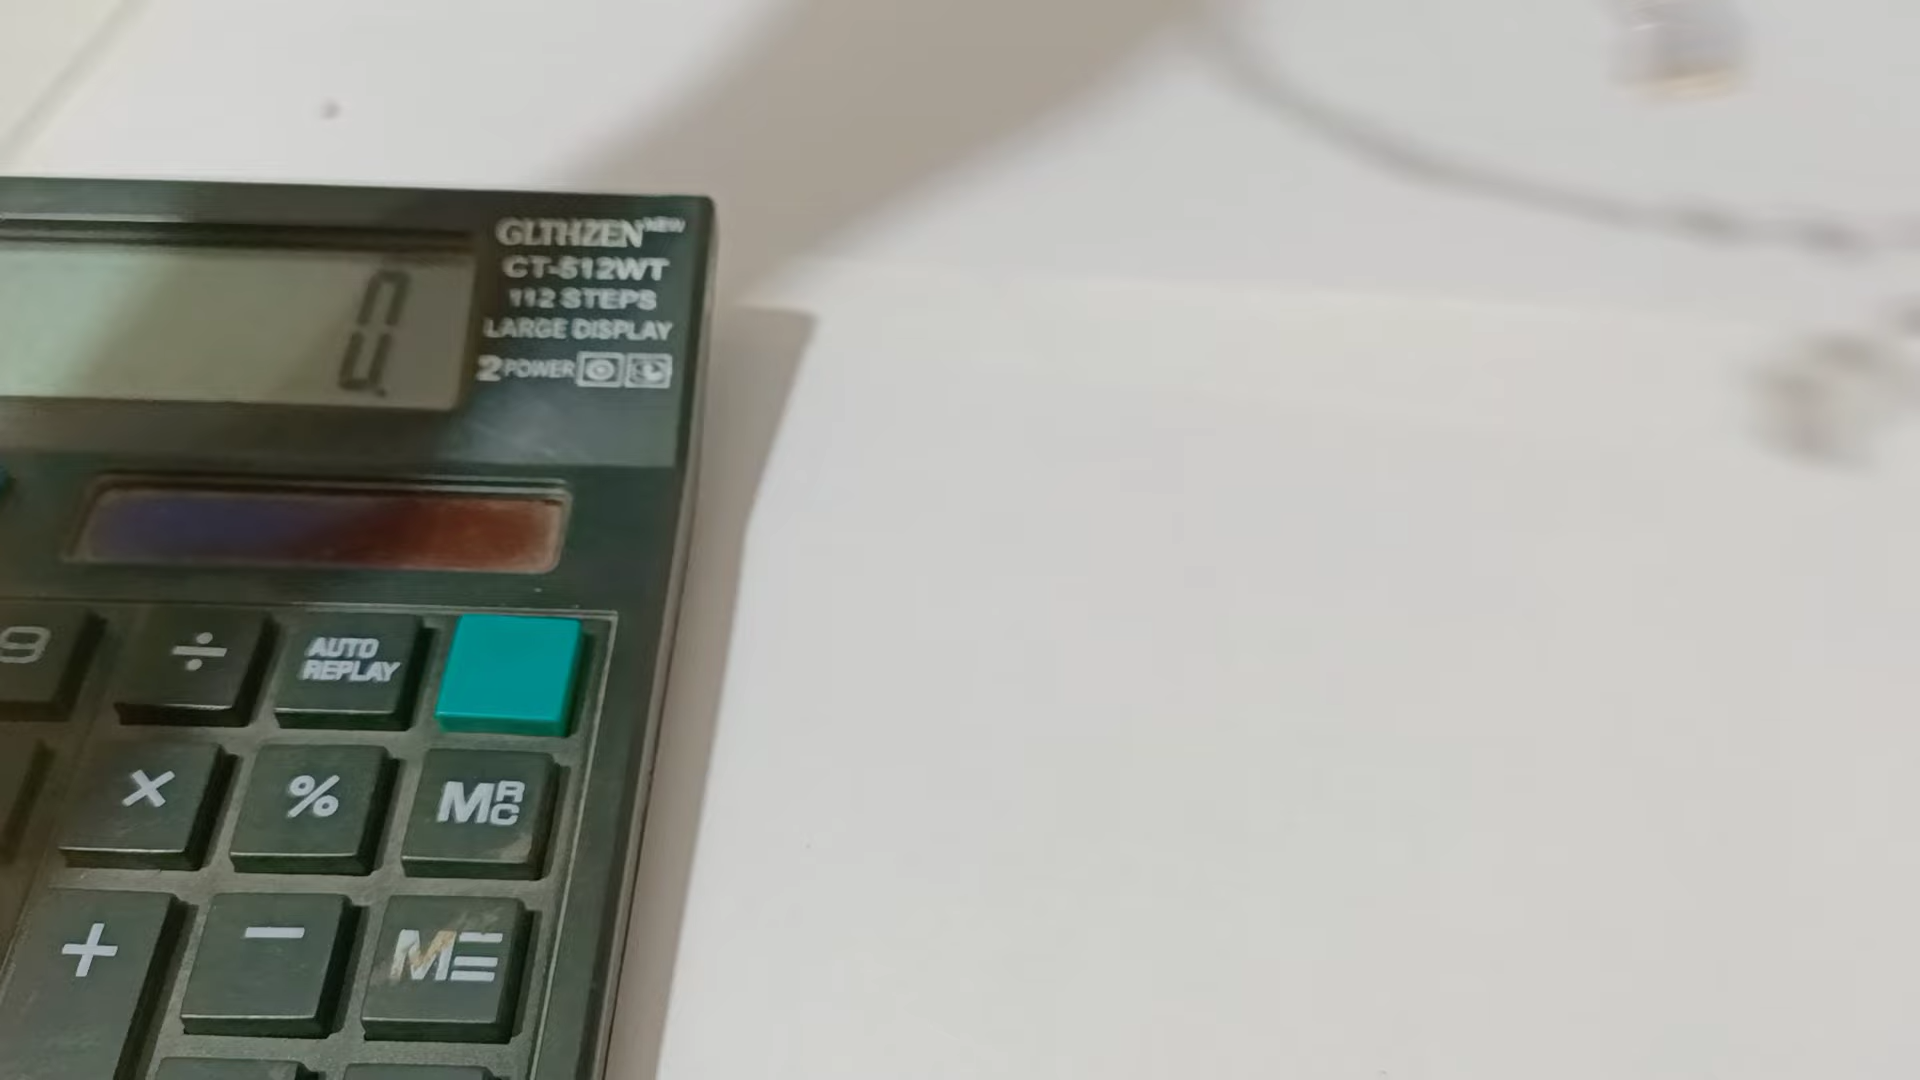 GLTHZEN NEW
CT-512WT
112 STEPS
LARGE DISPLAY
2 POWER
0.
9 ÷ AUTO REPLAY
× % MRC
+ − M=